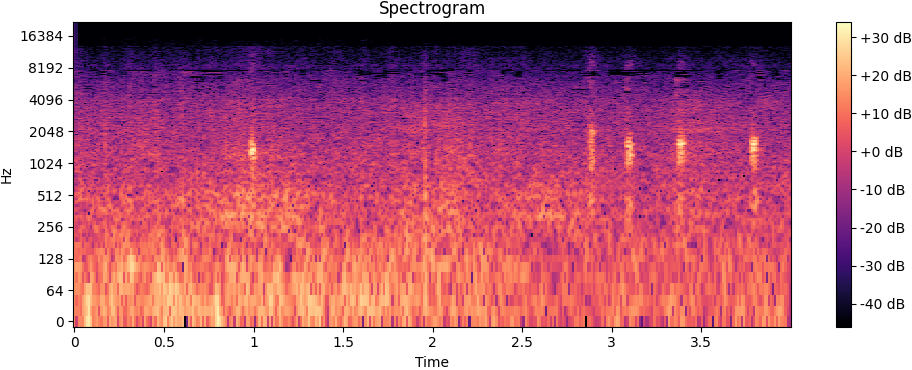 Spectrogram
Hz
16384
8192
4096
2048
1024
512
256
128
64
0
0 0.5 1 1.5 2 2.5 3 3.5
Time
+30 dB
+20 dB
+10 dB
+0 dB
-10 dB
-20 dB
-30 dB
-40 dB